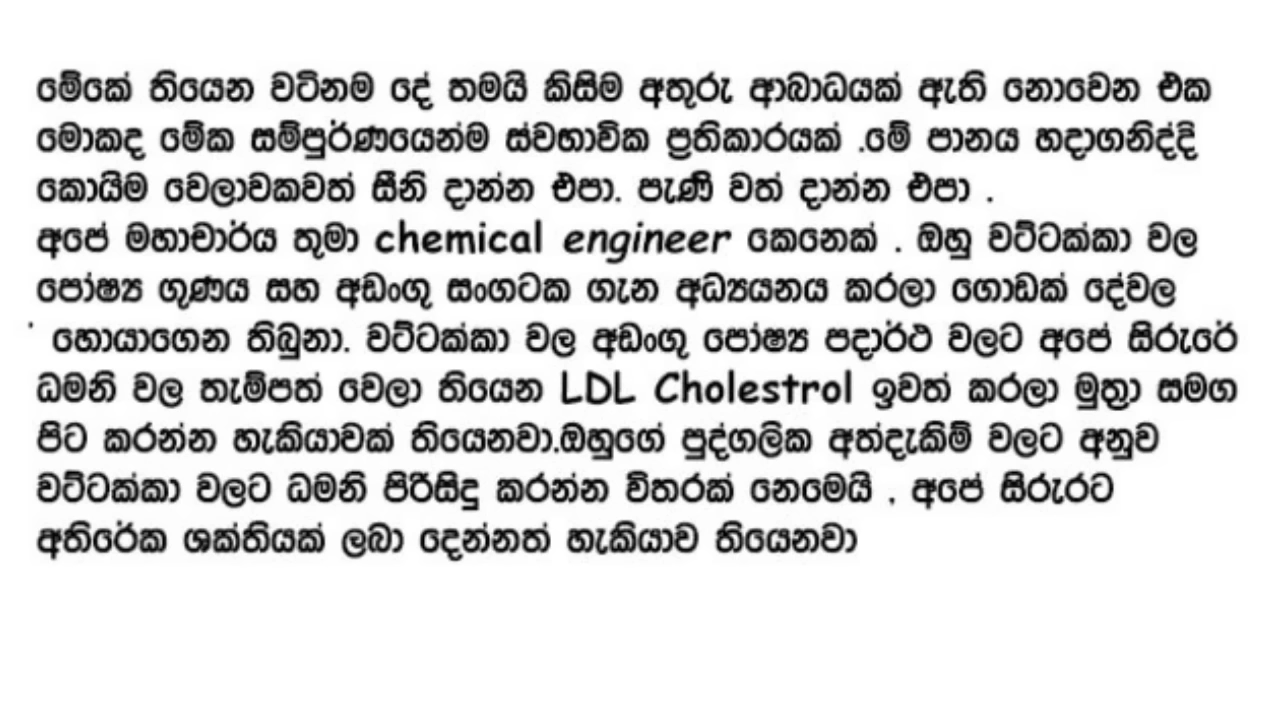 මේකේ තියෙන වටිනම දේ තමයි කිසිම අතුරු ආබාධයක් ඇති නොවෙන එක
මොකද මේක සම්පුර්ණයෙන්ම ස්වභාවික ප්‍රතිකාරයක් .මේ පානය හදාගනිද්දි
කොයිම වෙලාවකවත් සීනි දාන්න එපා. පැණි වත් දාන්න එපා .
අපේ මහාචාර්ය තුමා chemical engineer කෙනෙක් . ඔහු වට්ටක්කා වල
පෝෂ්‍ය ගුණය සහ අඩංගු සංගටක ගැන අධ්‍යයනය කරලා ගොඩක් දේවල
හොයාගෙන තිබුනා. වට්ටක්කා වල අඩංගු පෝෂ්‍ය පදාර්ථ වලට අපේ සිරුරේ
ධමනි වල තැම්පත් වෙලා තියෙන LDL Cholestrol ඉවත් කරලා මුත්‍රා සමග
පිට කරන්න හැකියාවක් තියෙනවා.ඔහුගේ පුද්ගලික අත්දැකිම් වලට අනුව
වට්ටක්කා වලට ධමනි පිරිසිදු කරන්න විතරක් නෙමෙයි , අපේ සිරුරට
අතිරේක ශක්තියක් ලබා දෙන්නත් හැකියාව තියෙනවා